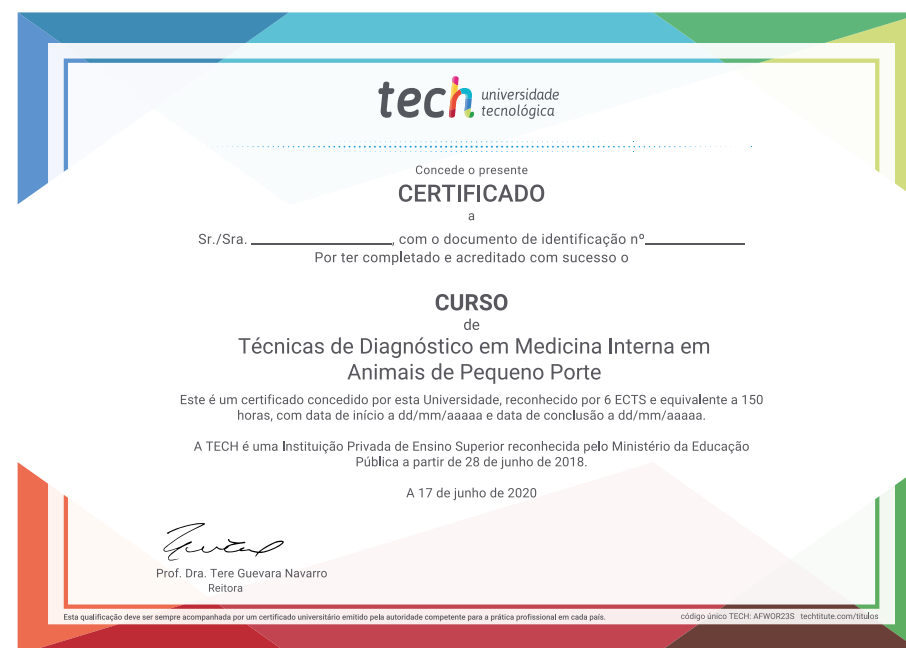 tech universidade
tecnológica
Concede o presente
CERTIFICADO
a
Sr./Sra. ________________, com o documento de identificação nº____________
Por ter completado e acreditado com sucesso o
CURSO
de
Técnicas de Diagnóstico em Medicina Interna em
Animais de Pequeno Porte
Este é um certificado concedido por esta Universidade, reconhecido por 6 ECTS e equivalente a 150
horas, com data de início a dd/mm/aaaaa e data de conclusão a dd/mm/aaaaa.
A TECH é uma Instituição Privada de Ensino Superior reconhecida pelo Ministério da Educação
Pública a partir de 28 de junho de 2018.
A 17 de junho de 2020
Prof. Dra. Tere Guevara Navarro
Reitora
Esta qualificação deve ser sempre acompanhada por um certificado universitário emitido pela autoridade competente para a prática profissional em cada país.
código único TECH: AFWOR23S techtitute.com/titulos